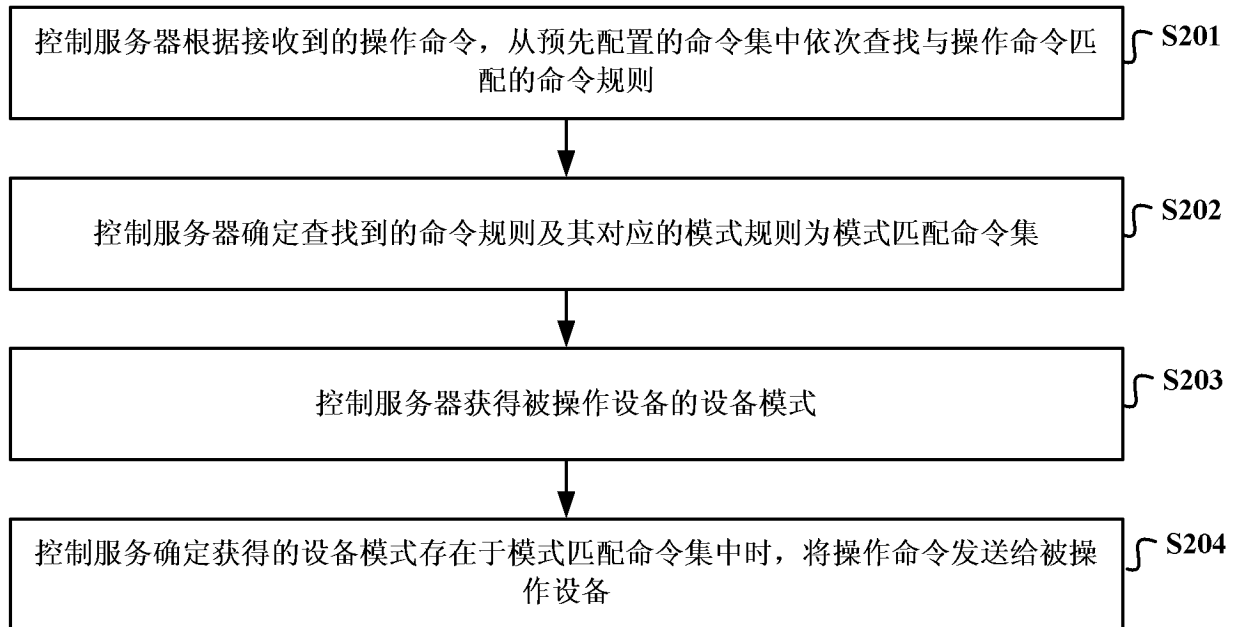 控制服务器根据接收到的操作命令，从预先配置的命令集中依次查找与操作命令匹
配的命令规则
S201
控制服务器确定查找到的命令规则及其对应的模式规则为模式匹配命令集
S202
控制服务器获得被操作设备的设备模式
S203
控制服务确定获得的设备模式存在于模式匹配命令集中时，将操作命令发送给被操
作设备
S204